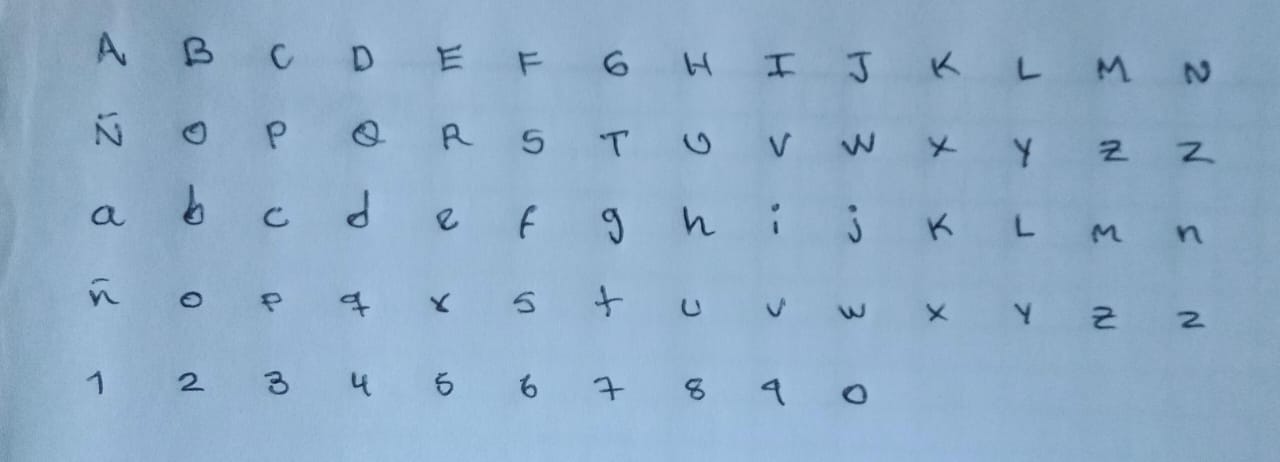 A B C D E F G H I J K L M N
Ñ O P Q R S T U V W X Y Z Z
a b c d e f g h i j K L M n
ñ o p q r s t u v w x y z z
1 2 3 4 5 6 7 8 9 0